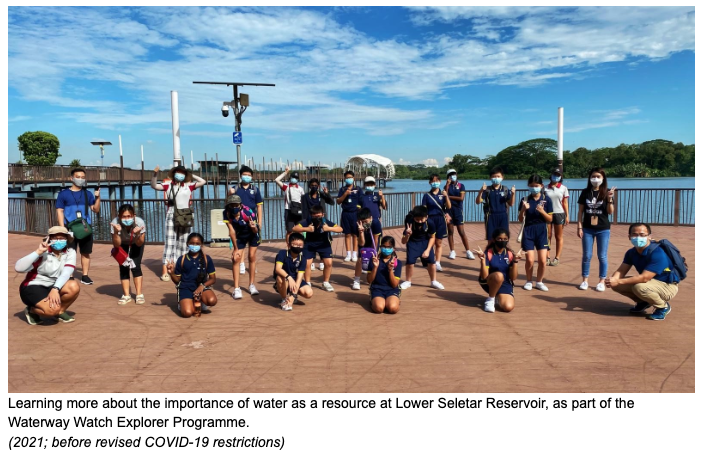 Learning more about the importance of water as a resource at Lower Seletar Reservoir, as part of the
Waterway Watch Explorer Programme.
(2021; before revised COVID-19 restrictions)